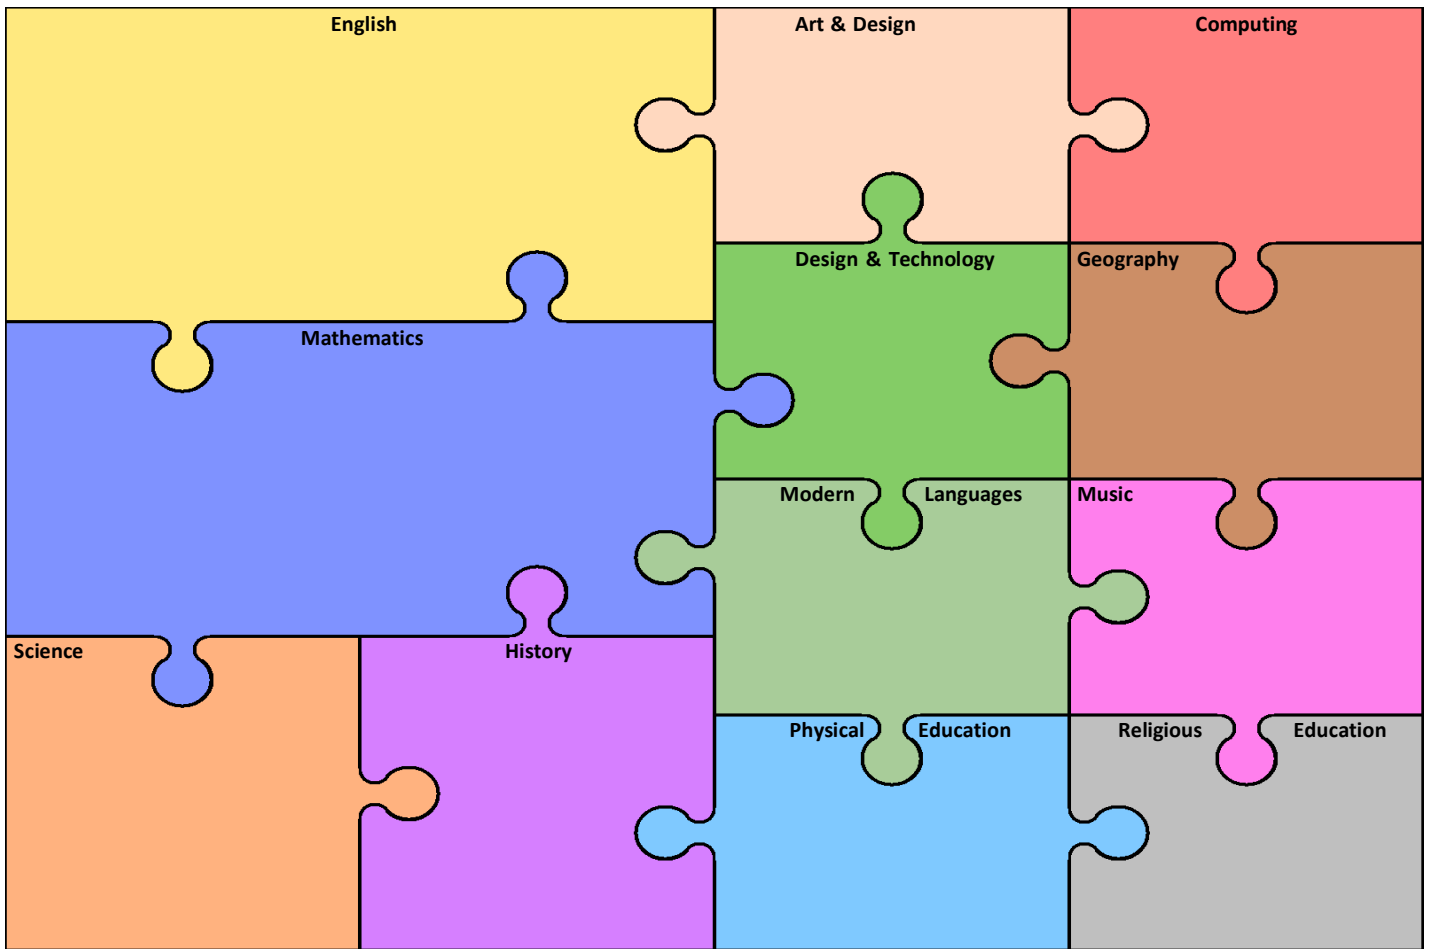 English
Art & Design
Computing
Mathematics
Design & Technology
Geography
Modern Languages
Music
Science
History
Physical Education
Religious Education